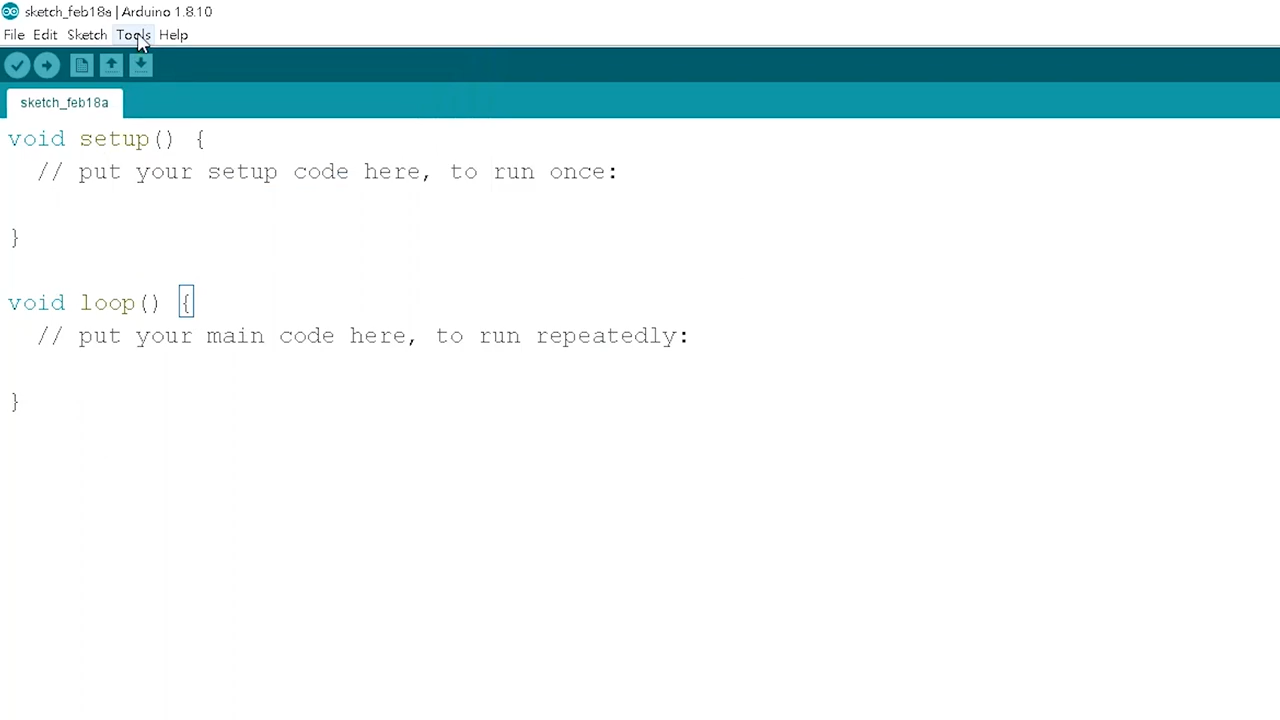 sketch_feb18a | Arduino 1.8.10
File Edit Sketch Tools Help
sketch_feb18a
void setup() {
  // put your setup code here, to run once:
}
void loop() {
  // put your main code here, to run repeatedly:
}